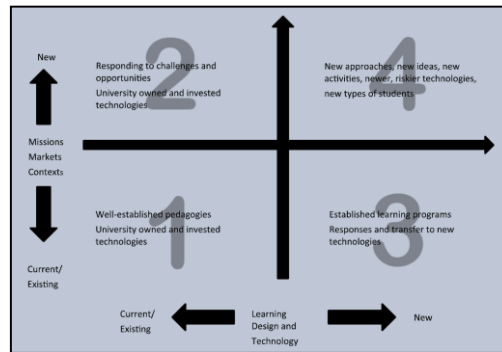 New
2
Responding to challenges and
opportunities
University owned and invested
technologies
4
New approaches, new ideas, new
activities, newer, riskier technologies,
new types of students
Missions
Markets
Contexts
1
Well-established pedagogies
University owned and invested
technologies
3
Established learning programs
Responses and transfer to new
technologies
Current/
Existing
Current/
Existing
Learning
Design and
Technology
New